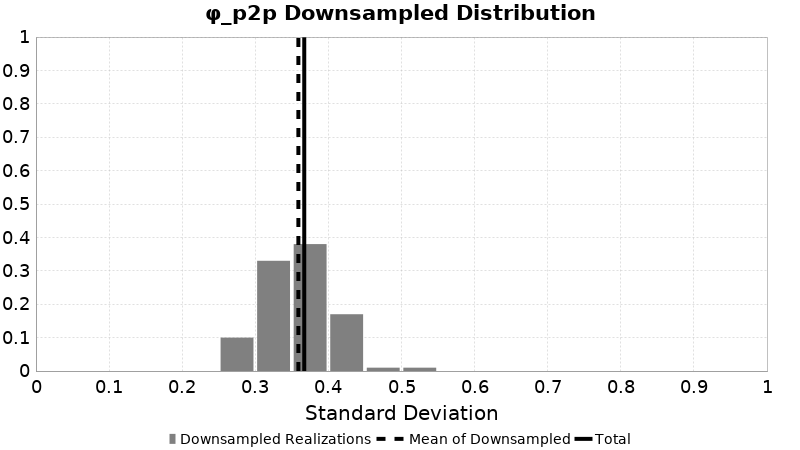 φ_p2p Downsampled Distribution
1
0.9
0.8
0.7
0.6
0.5
0.4
0.3
0.2
0.1
0
0 0.1 0.2 0.3 0.4 0.5 0.6 0.7 0.8 0.9 1
Standard Deviation
Downsampled Realizations Mean of Downsampled Total